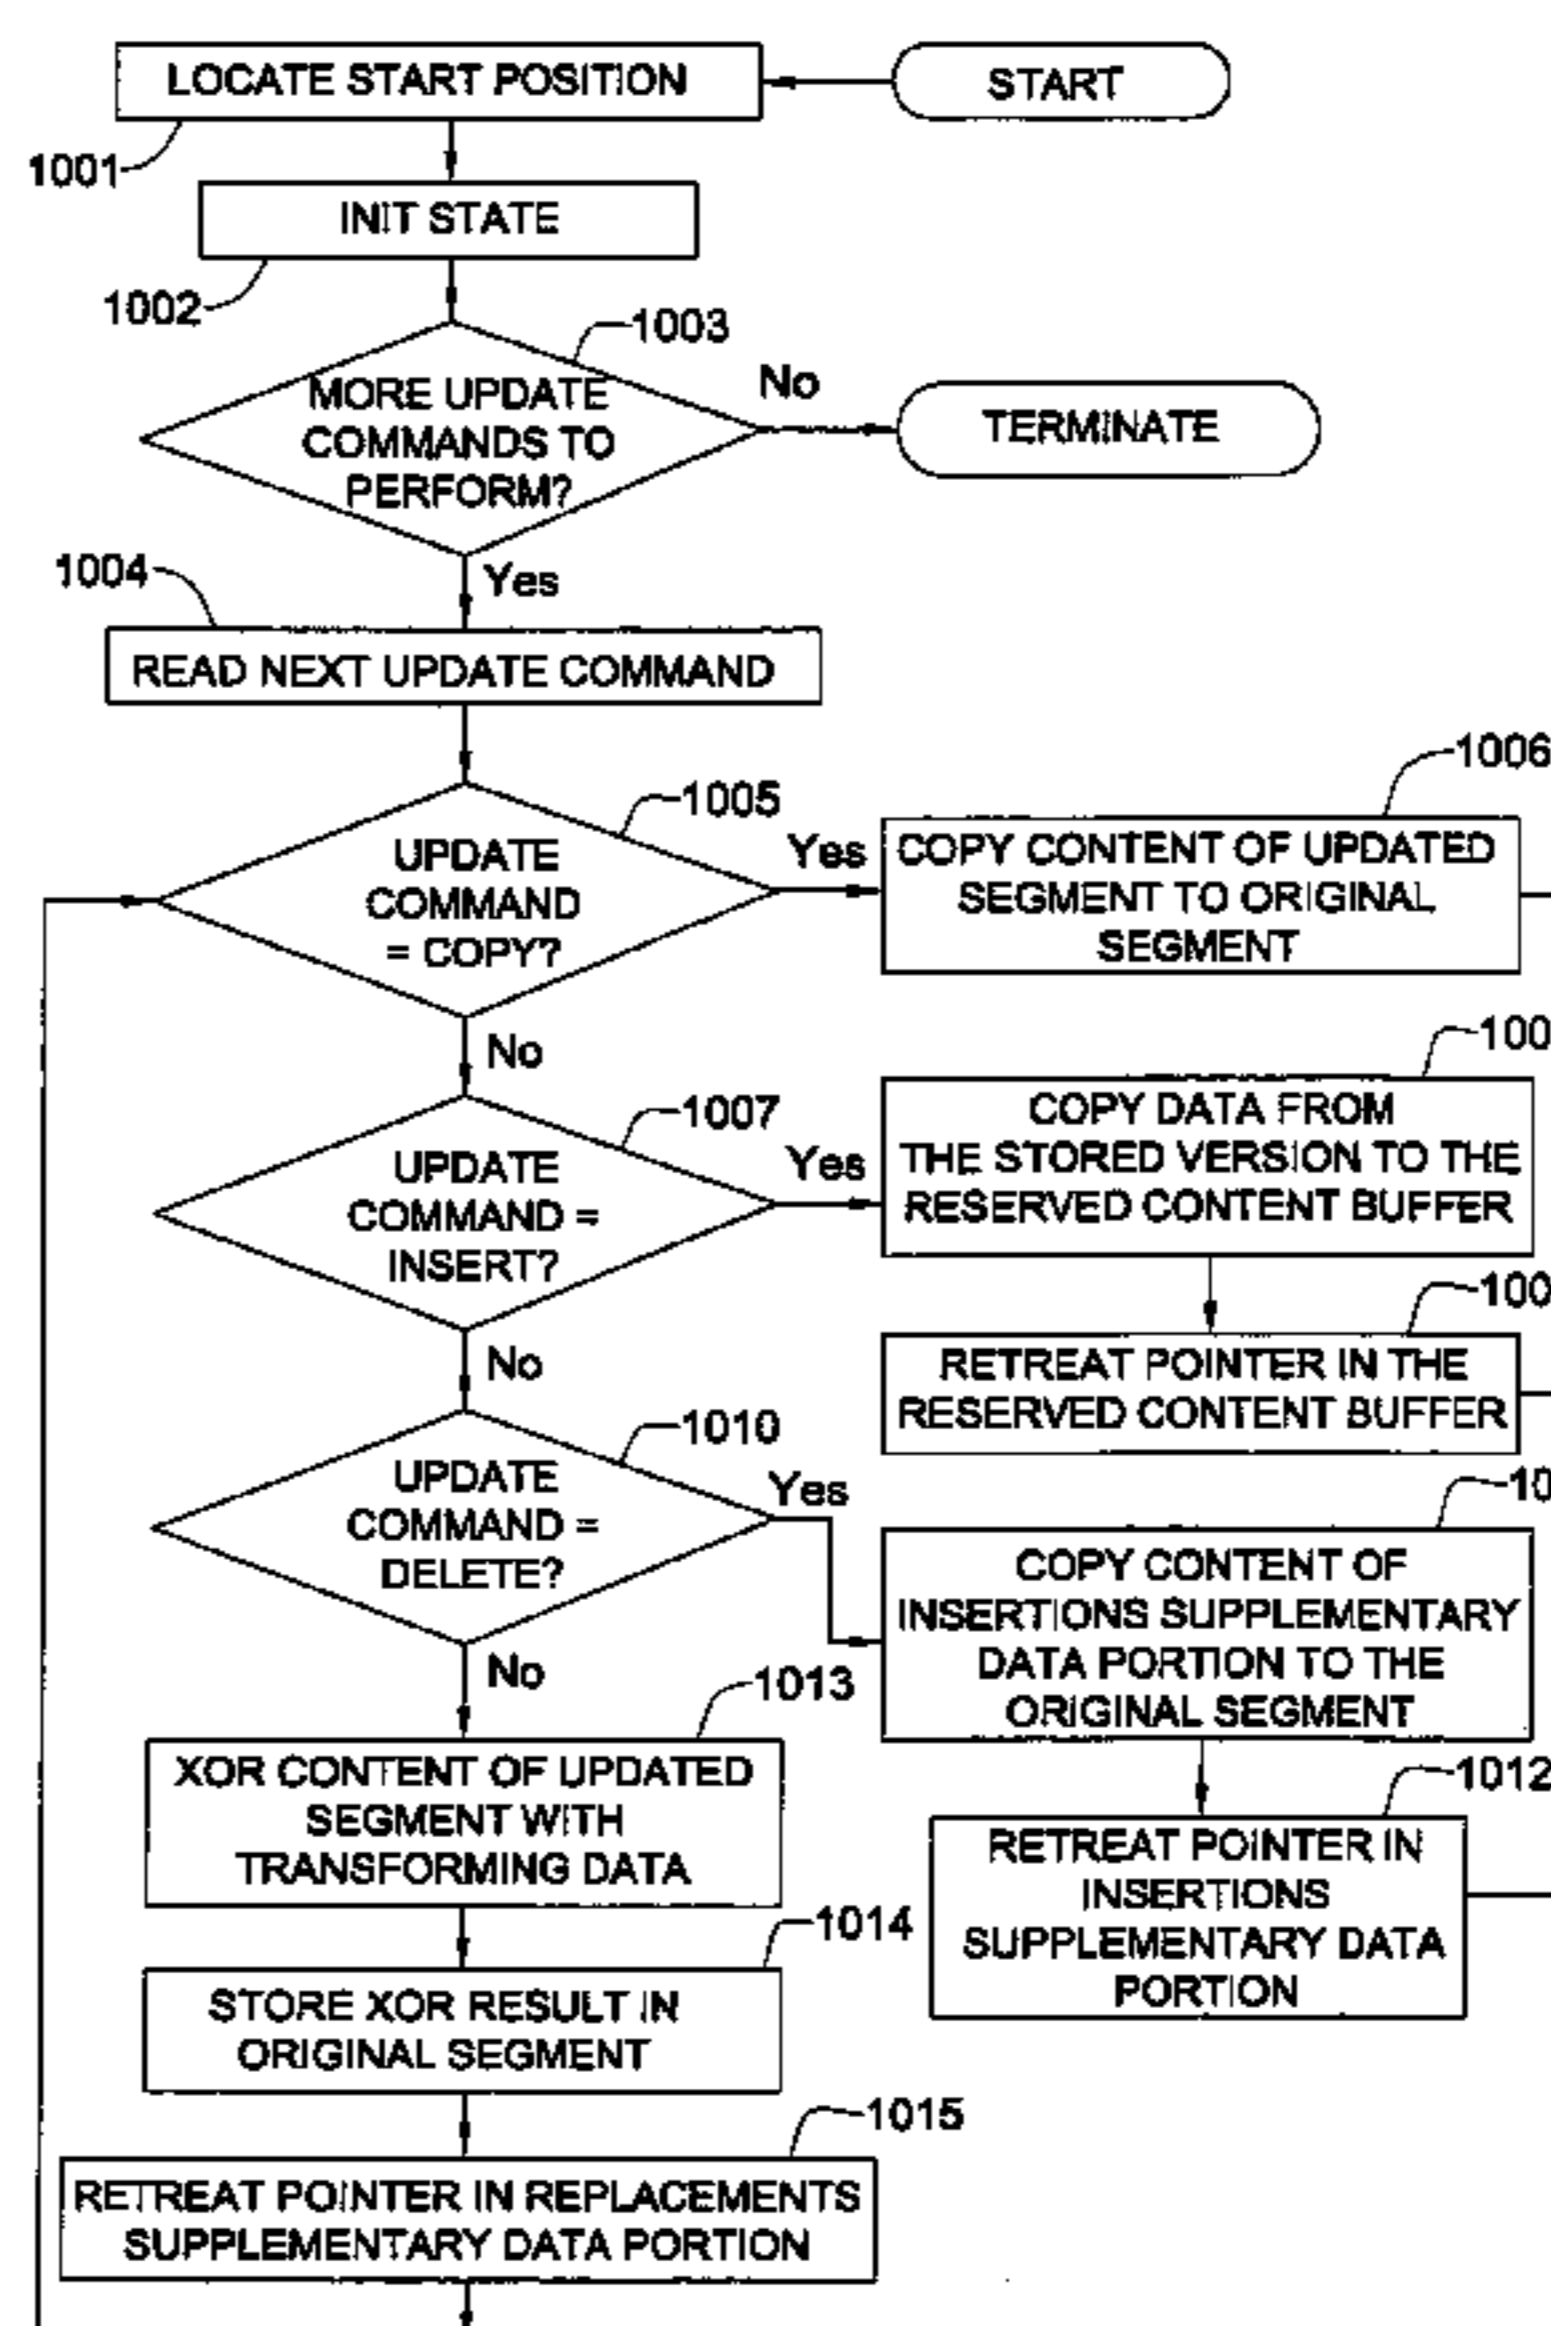 LOCATE START POSITION
START
1001
INIT STATE
1002
1003
MORE UPDATE
COMMANDS TO
PERFORM?
No
TERMINATE
Yes
1004
READ NEXT UPDATE COMMAND
1005
UPDATE
COMMAND
= COPY?
Yes
1006
COPY CONTENT OF UPDATED
SEGMENT TO ORIGINAL
SEGMENT
No
1007
UPDATE
COMMAND =
INSERT?
Yes
100
COPY DATA FROM
THE STORED VERSION TO THE
RESERVED CONTENT BUFFER
100
RETREAT POINTER IN THE
RESERVED CONTENT BUFFER
No
1010
UPDATE
COMMAND =
DELETE?
Yes
10
COPY CONTENT OF
INSERTIONS SUPPLEMENTARY
DATA PORTION TO THE
ORIGINAL SEGMENT
1012
RETREAT POINTER IN
INSERTIONS
SUPPLEMENTARY DATA
PORTION
No
1013
XOR CONTENT OF UPDATED
SEGMENT WITH
TRANSFORMING DATA
1014
STORE XOR RESULT IN
ORIGINAL SEGMENT
1015
RETREAT POINTER IN REPLACEMENTS
SUPPLEMENTARY DATA PORTION